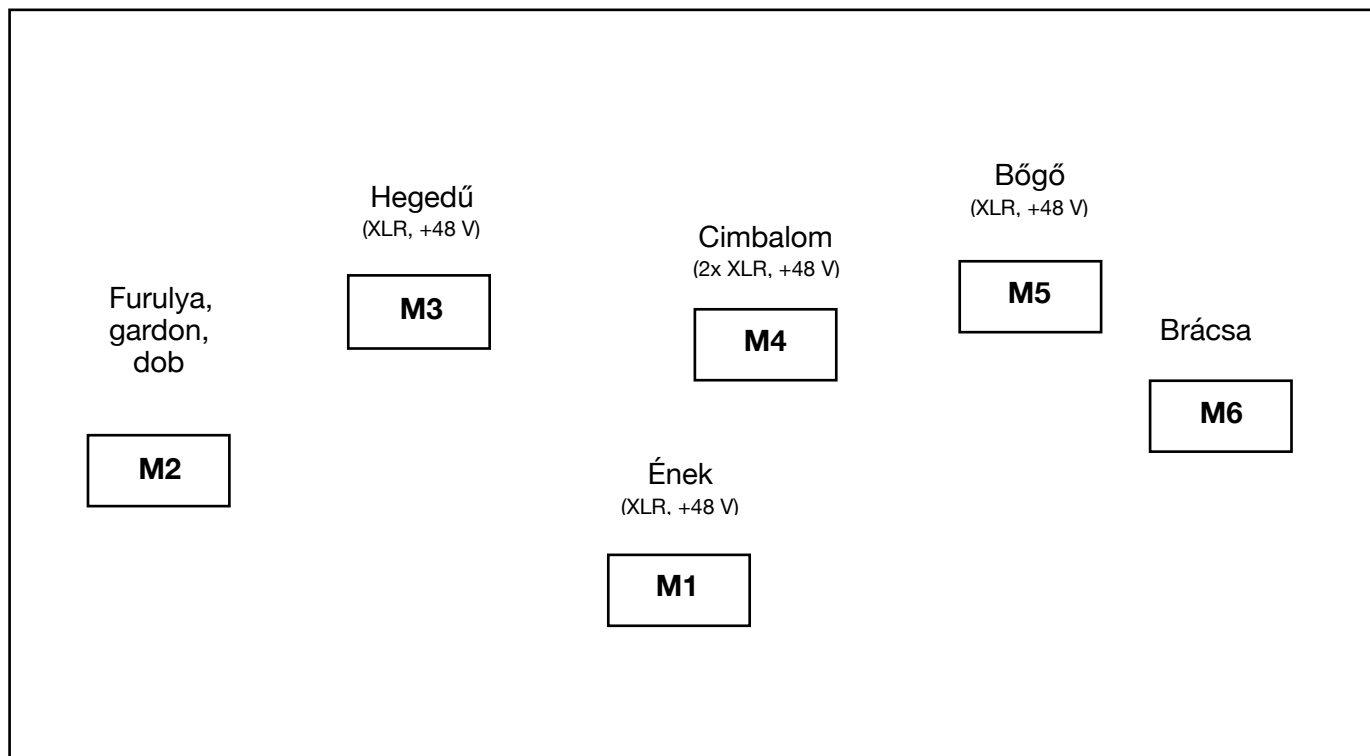 Hegedű
(XLR, +48 V)
M3
Cimbalom
(2x XLR, +48 V)
M4
Bőgő
(XLR, +48 V)
M5
Furulya,
gardon,
dob
M2
Brácsa
M6
Ének
(XLR, +48 V)
M1